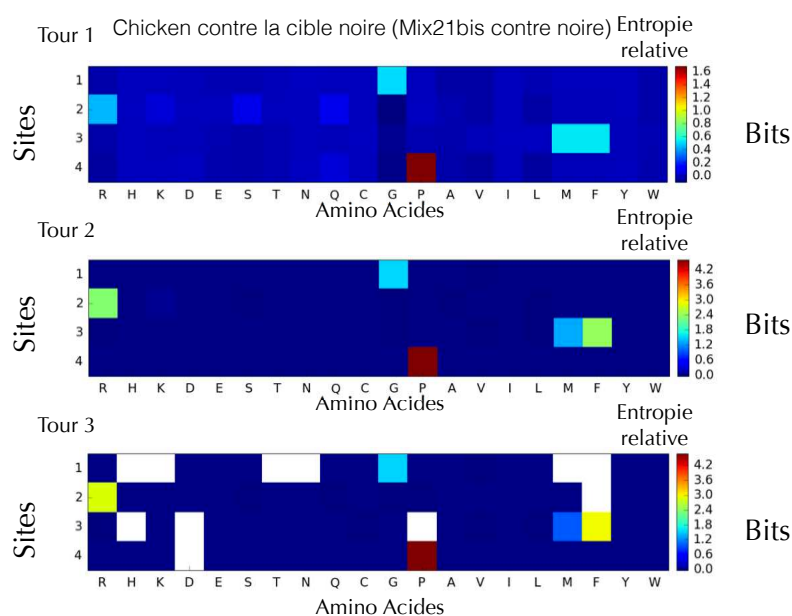 Tour 1
Chicken contre la cible noire (Mix21bis contre noire)
Entropie
relative
Sites
1
2
3
4
R H K D E S T N Q C G P A V I L M F Y W
Amino Acides
1.6
1.4
1.2
1.0
0.8
0.6
0.4
0.2
0.0
Bits
Tour 2
Entropie
relative
Sites
1
2
3
4
R H K D E S T N Q C G P A V I L M F Y W
Amino Acides
4.2
3.6
3.0
2.4
1.8
1.2
0.6
0.0
Bits
Tour 3
Entropie
relative
Sites
1
2
3
4
R H K D E S T N Q C G P A V I L M F Y W
Amino Acides
4.2
3.6
3.0
2.4
1.8
1.2
0.6
0.0
Bits